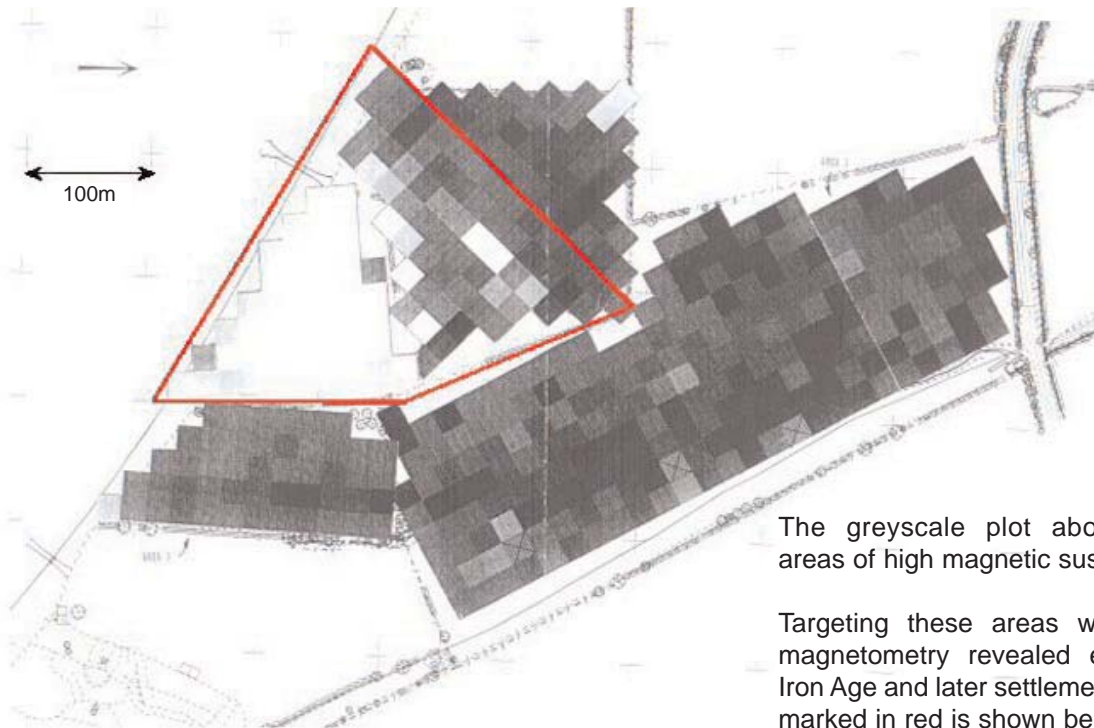 100m
The greyscale plot abo
areas of high magnetic sus
Targeting these areas w
magnetometry revealed e
Iron Age and later settleme
marked in red is shown be